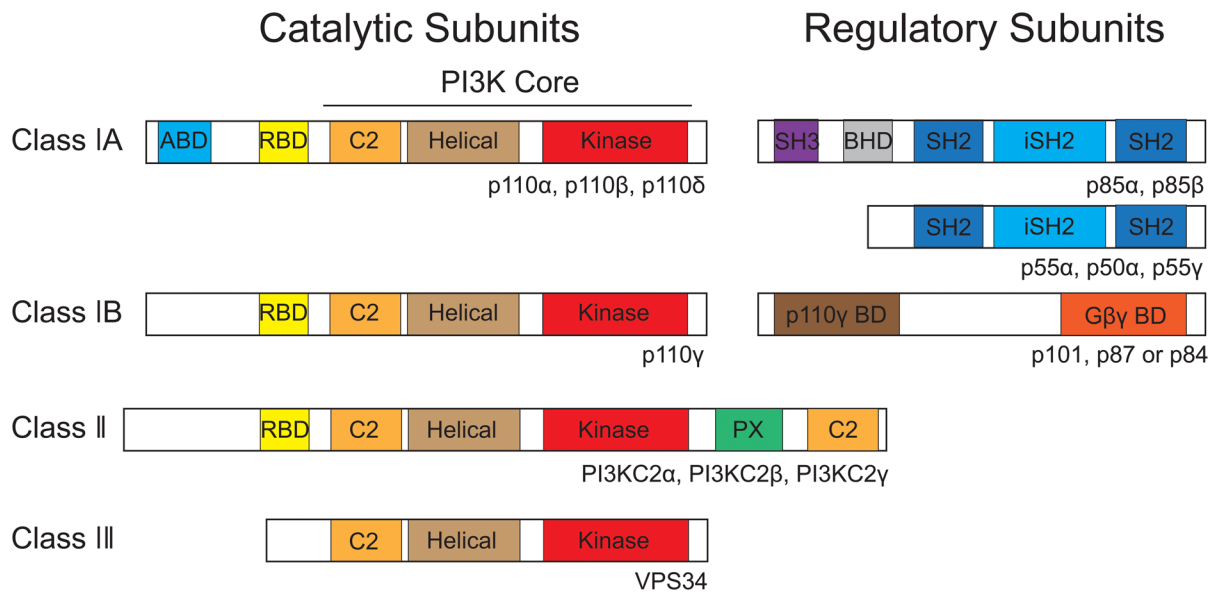 Catalytic Subunits Regulatory Subunits
PI3K Core
Class IA ABD RBD C2 Helical Kinase SH3 BHD SH2 iSH2 SH2
p110α, p110β, p110δ p85α, p85β
SH2 iSH2 SH2
p55α, p50α, p55γ
Class IB RBD C2 Helical Kinase p110γ BD Gβγ BD
p110γ p101, p87 or p84
Class II RBD C2 Helical Kinase PX C2
PI3KC2α, PI3KC2β, PI3KC2γ
Class III C2 Helical Kinase
VPS34